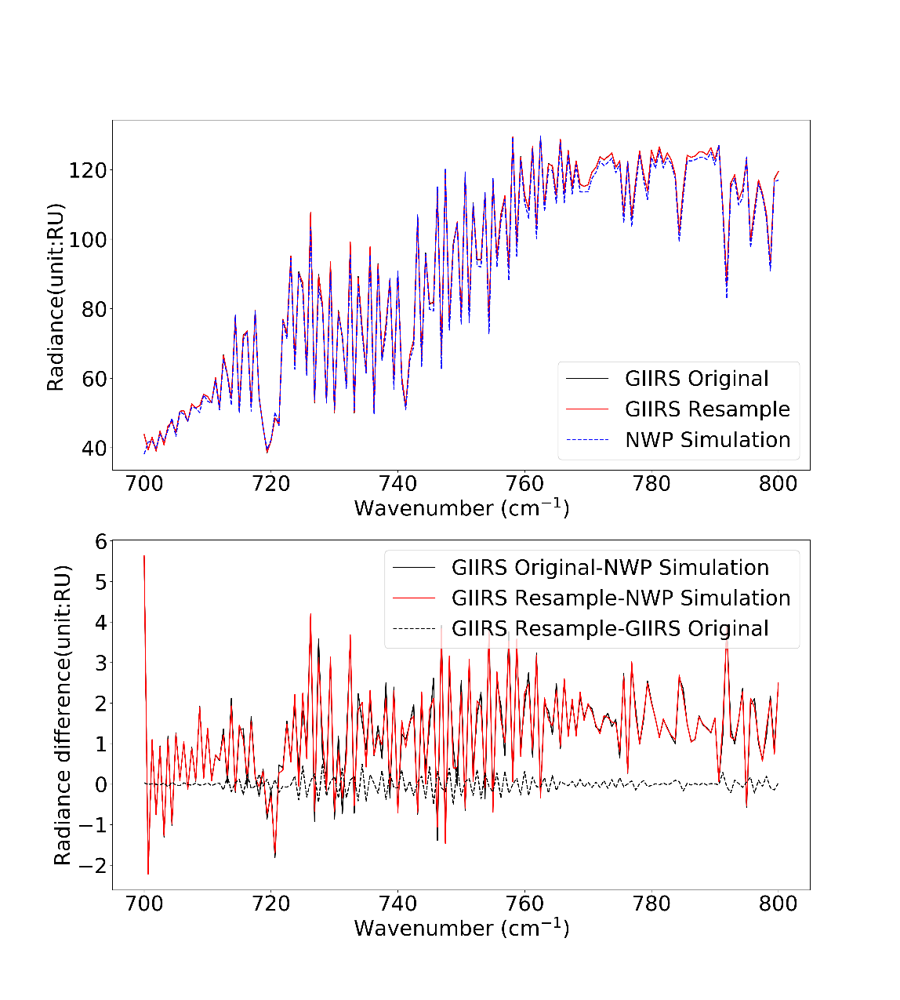 120
100
80
60
40
Radiance(unit:RU)
GIIRS Original
GIIRS Resample
NWP Simulation
700 720 740 760 780 800
Wavenumber (cm⁻¹)
6
5
4
3
2
1
0
−1
−2
Radiance difference(unit:RU)
GIIRS Original-NWP Simulation
GIIRS Resample-NWP Simulation
GIIRS Resample-GIIRS Original
700 720 740 760 780 800
Wavenumber (cm⁻¹)